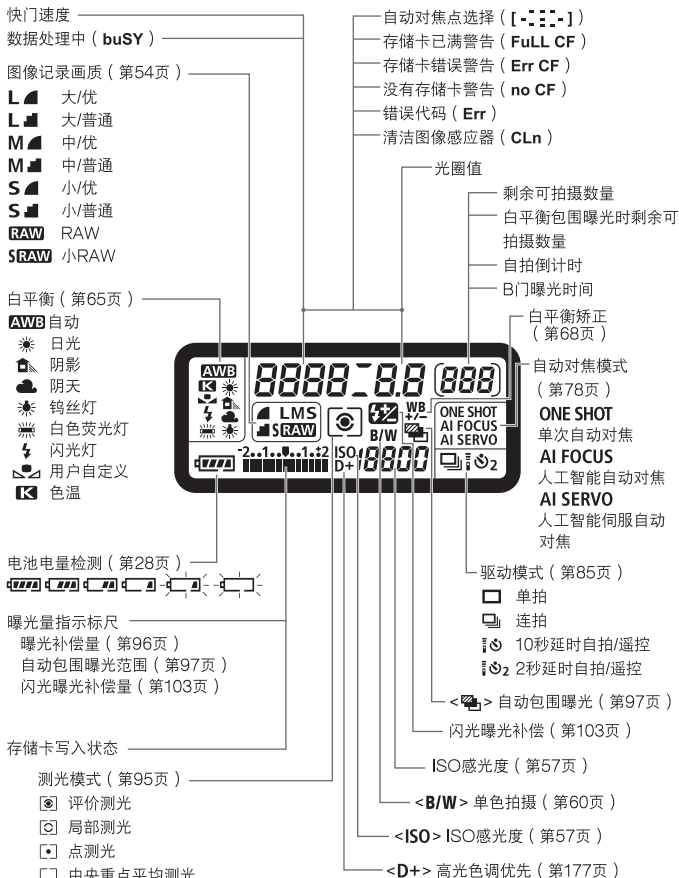 快门速度
数据处理中（buSY）
图像记录画质（第54页）
L 大/优
L 大/普通
M 中/优
M 中/普通
S 小/优
S 小/普通
RAW RAW
SRAW 小RAW
白平衡（第65页）
AWB 自动
日光
阴影
阴天
钨丝灯
白色荧光灯
闪光灯
用户自定义
K 色温
电池电量检测（第28页）
曝光量指示标尺
曝光补偿量（第96页）
自动包围曝光范围（第97页）
闪光曝光补偿量（第103页）
存储卡写入状态
测光模式（第95页）
评价测光
局部测光
点测光
中央重点平均测光
自动对焦点选择（[ - - ]）
存储卡已满警告（FuLL CF）
存储卡错误警告（Err CF）
没有存储卡警告（no CF）
错误代码（Err）
清洁图像感应器（CLn）
光圈值
剩余可拍摄数量
白平衡包围曝光时剩余可
拍摄数量
自拍倒计时
B门曝光时间
白平衡矫正
（第68页）
自动对焦模式
（第78页）
ONE SHOT
单次自动对焦
AI FOCUS
人工智能自动对焦
AI SERVO
人工智能伺服自动
对焦
AWB
K
8888 8.8 (888)
LMS
SRAW
WB
+/-
B/W
ONE SHOT
AI FOCUS
AI SERVO
-2..1..0..1.:2
ISO
D+
18800
2
驱动模式（第85页）
单拍
连拍
10秒延时自拍/遥控
2 2秒延时自拍/遥控
< > 自动包围曝光（第97页）
闪光曝光补偿（第103页）
ISO感光度（第57页）
<B/W> 单色拍摄（第60页）
<ISO> ISO感光度（第57页）
<D+> 高光色调优先（第177页）